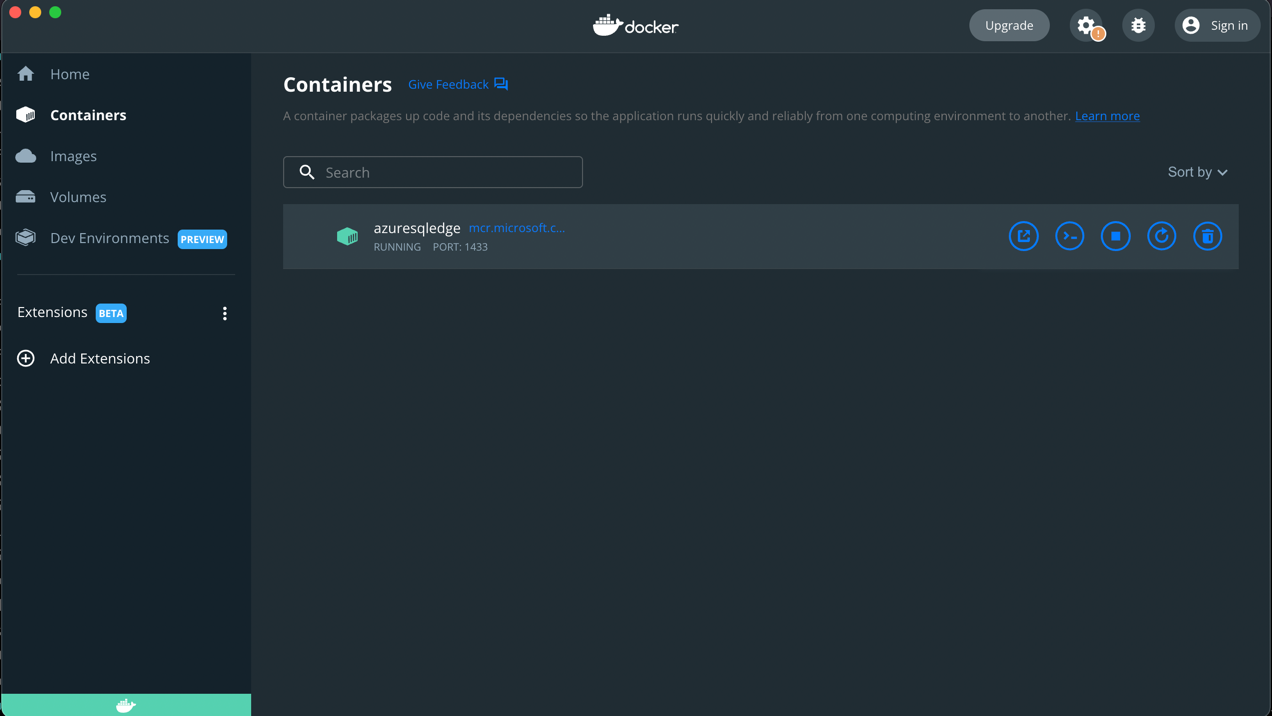 docker
Upgrade
!
Sign in
Home
Containers
Images
Volumes
Dev Environments PREVIEW
Extensions BETA
Add Extensions
Containers Give Feedback
A container packages up code and its dependencies so the application runs quickly and reliably from one computing environment to another. Learn more
Search
Sort by
azuresqledge mcr.microsoft.c...
RUNNING PORT: 1433